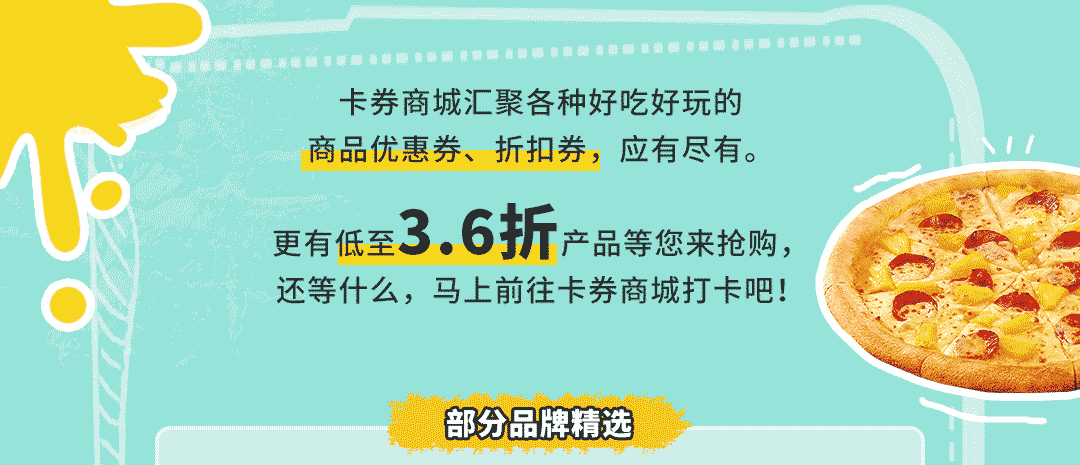 卡券商城汇聚各种好吃好玩的
商品优惠券、折扣券，应有尽有。
更有低至3.6折产品等您来抢购，
还等什么，马上前往卡券商城打卡吧！
部分品牌精选